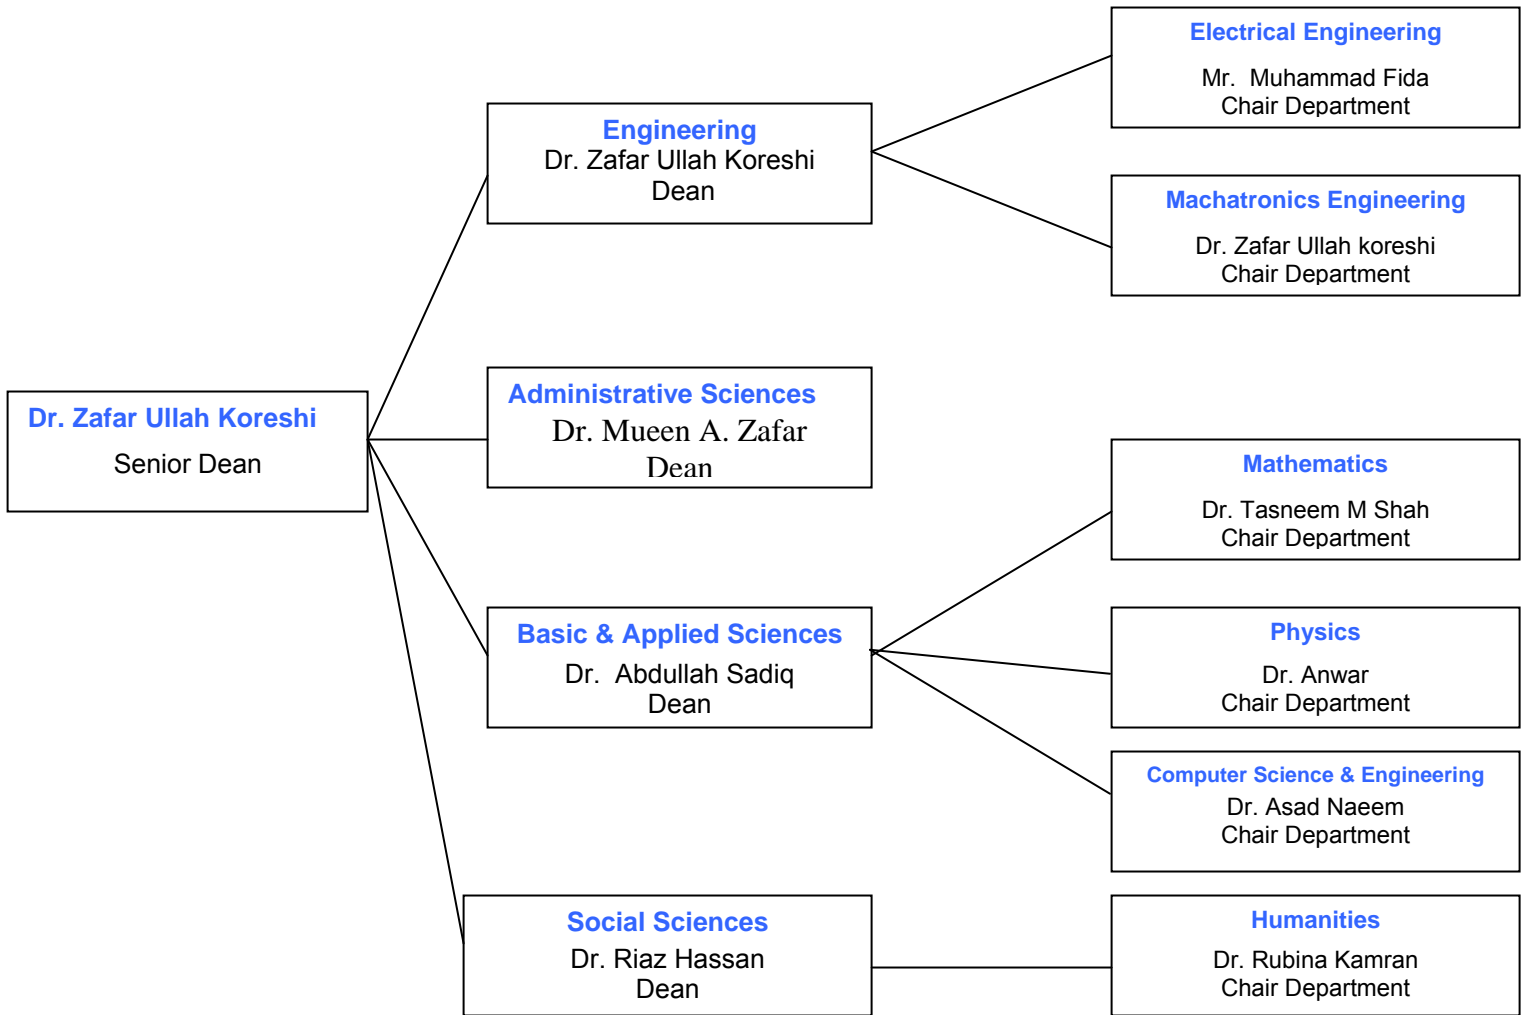 Dr. Zafar Ullah Koreshi
Senior Dean
Engineering
Dr. Zafar Ullah Koreshi
Dean
Administrative Sciences
Dr. Mueen A. Zafar
Dean
Basic & Applied Sciences
Dr. Abdullah Sadiq
Dean
Social Sciences
Dr. Riaz Hassan
Dean
Electrical Engineering
Mr. Muhammad Fida
Chair Department
Machatronics Engineering
Dr. Zafar Ullah koreshi
Chair Department
Mathematics
Dr. Tasneem M Shah
Chair Department
Physics
Dr. Anwar
Chair Department
Computer Science & Engineering
Dr. Asad Naeem
Chair Department
Humanities
Dr. Rubina Kamran
Chair Department